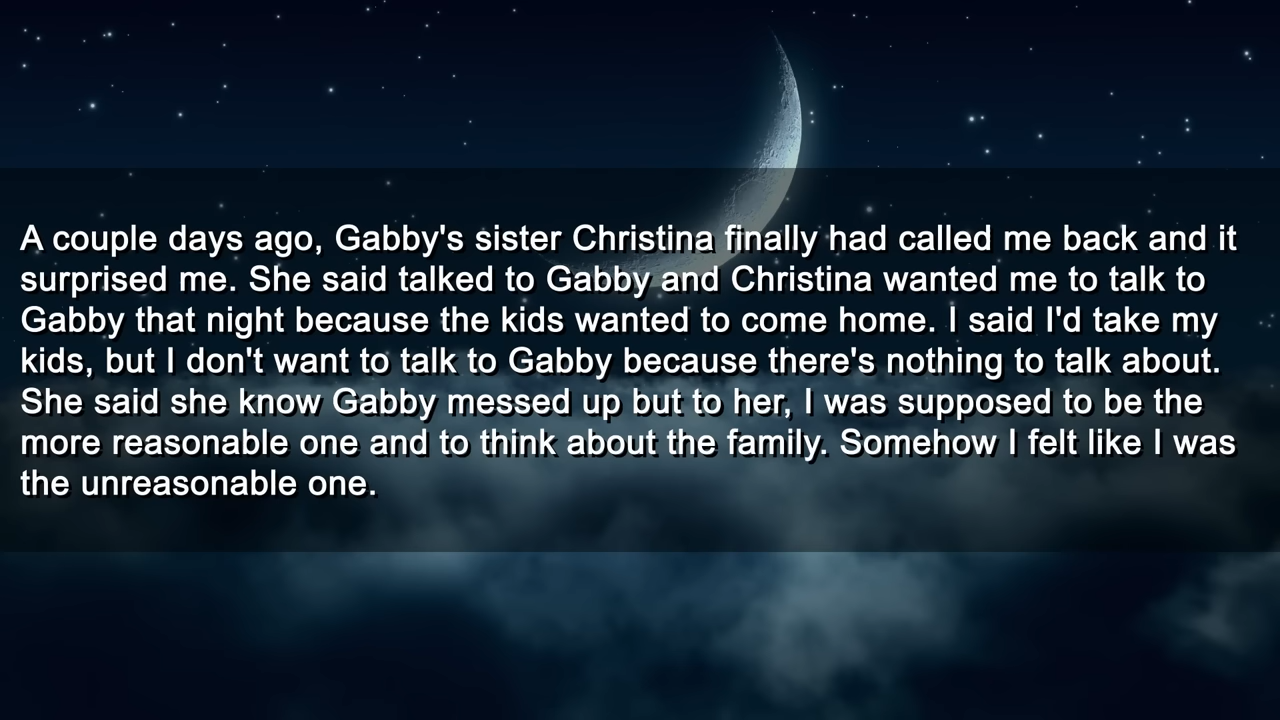 A couple days ago, Gabby's sister Christina finally had called me back and it
surprised me. She said talked to Gabby and Christina wanted me to talk to
Gabby that night because the kids wanted to come home. I said I'd take my
kids, but I don't want to talk to Gabby because there's nothing to talk about.
She said she know Gabby messed up but to her, I was supposed to be the
more reasonable one and to think about the family. Somehow I felt like I was
the unreasonable one.